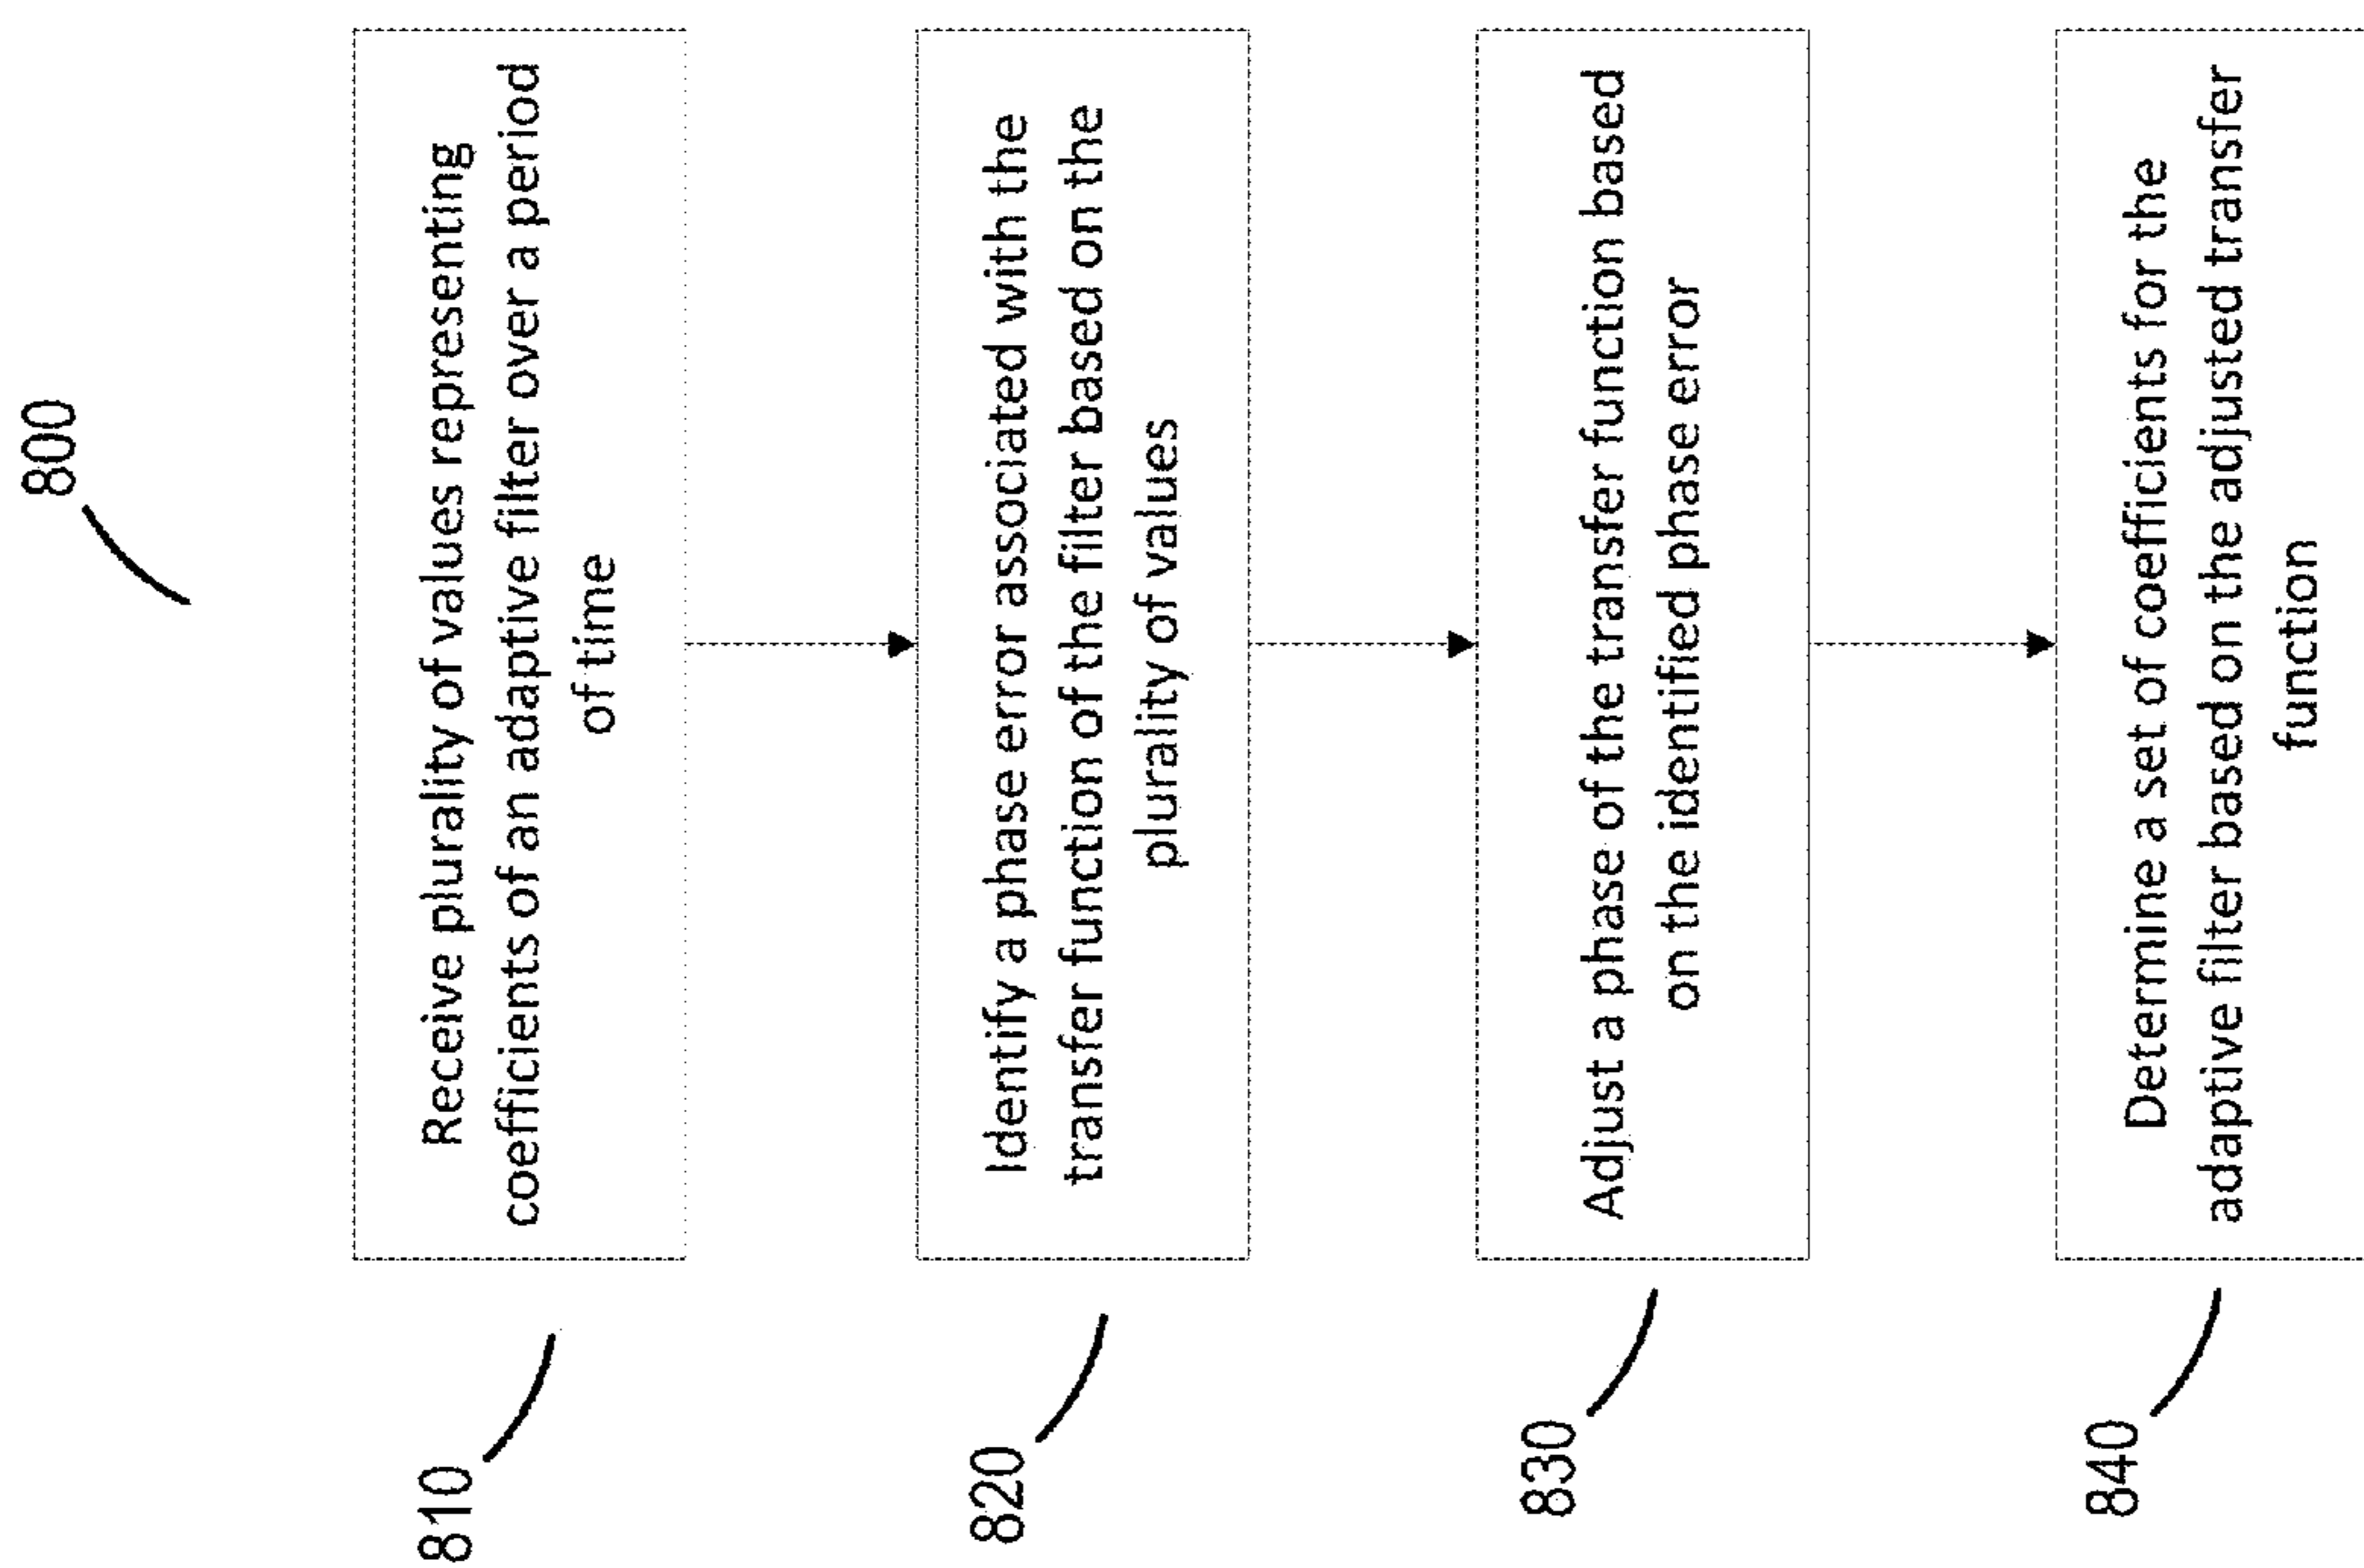 800
810
Receive plurality of values representing
coefficients of an adaptive filter over a period
of time
820
Identify a phase error associated with the
transfer function of the filter based on the
plurality of values
830
Adjust a phase of the transfer function based
on the identified phase error
840
Determine a set of coefficients for the
adaptive filter based on the adjusted transfer
function